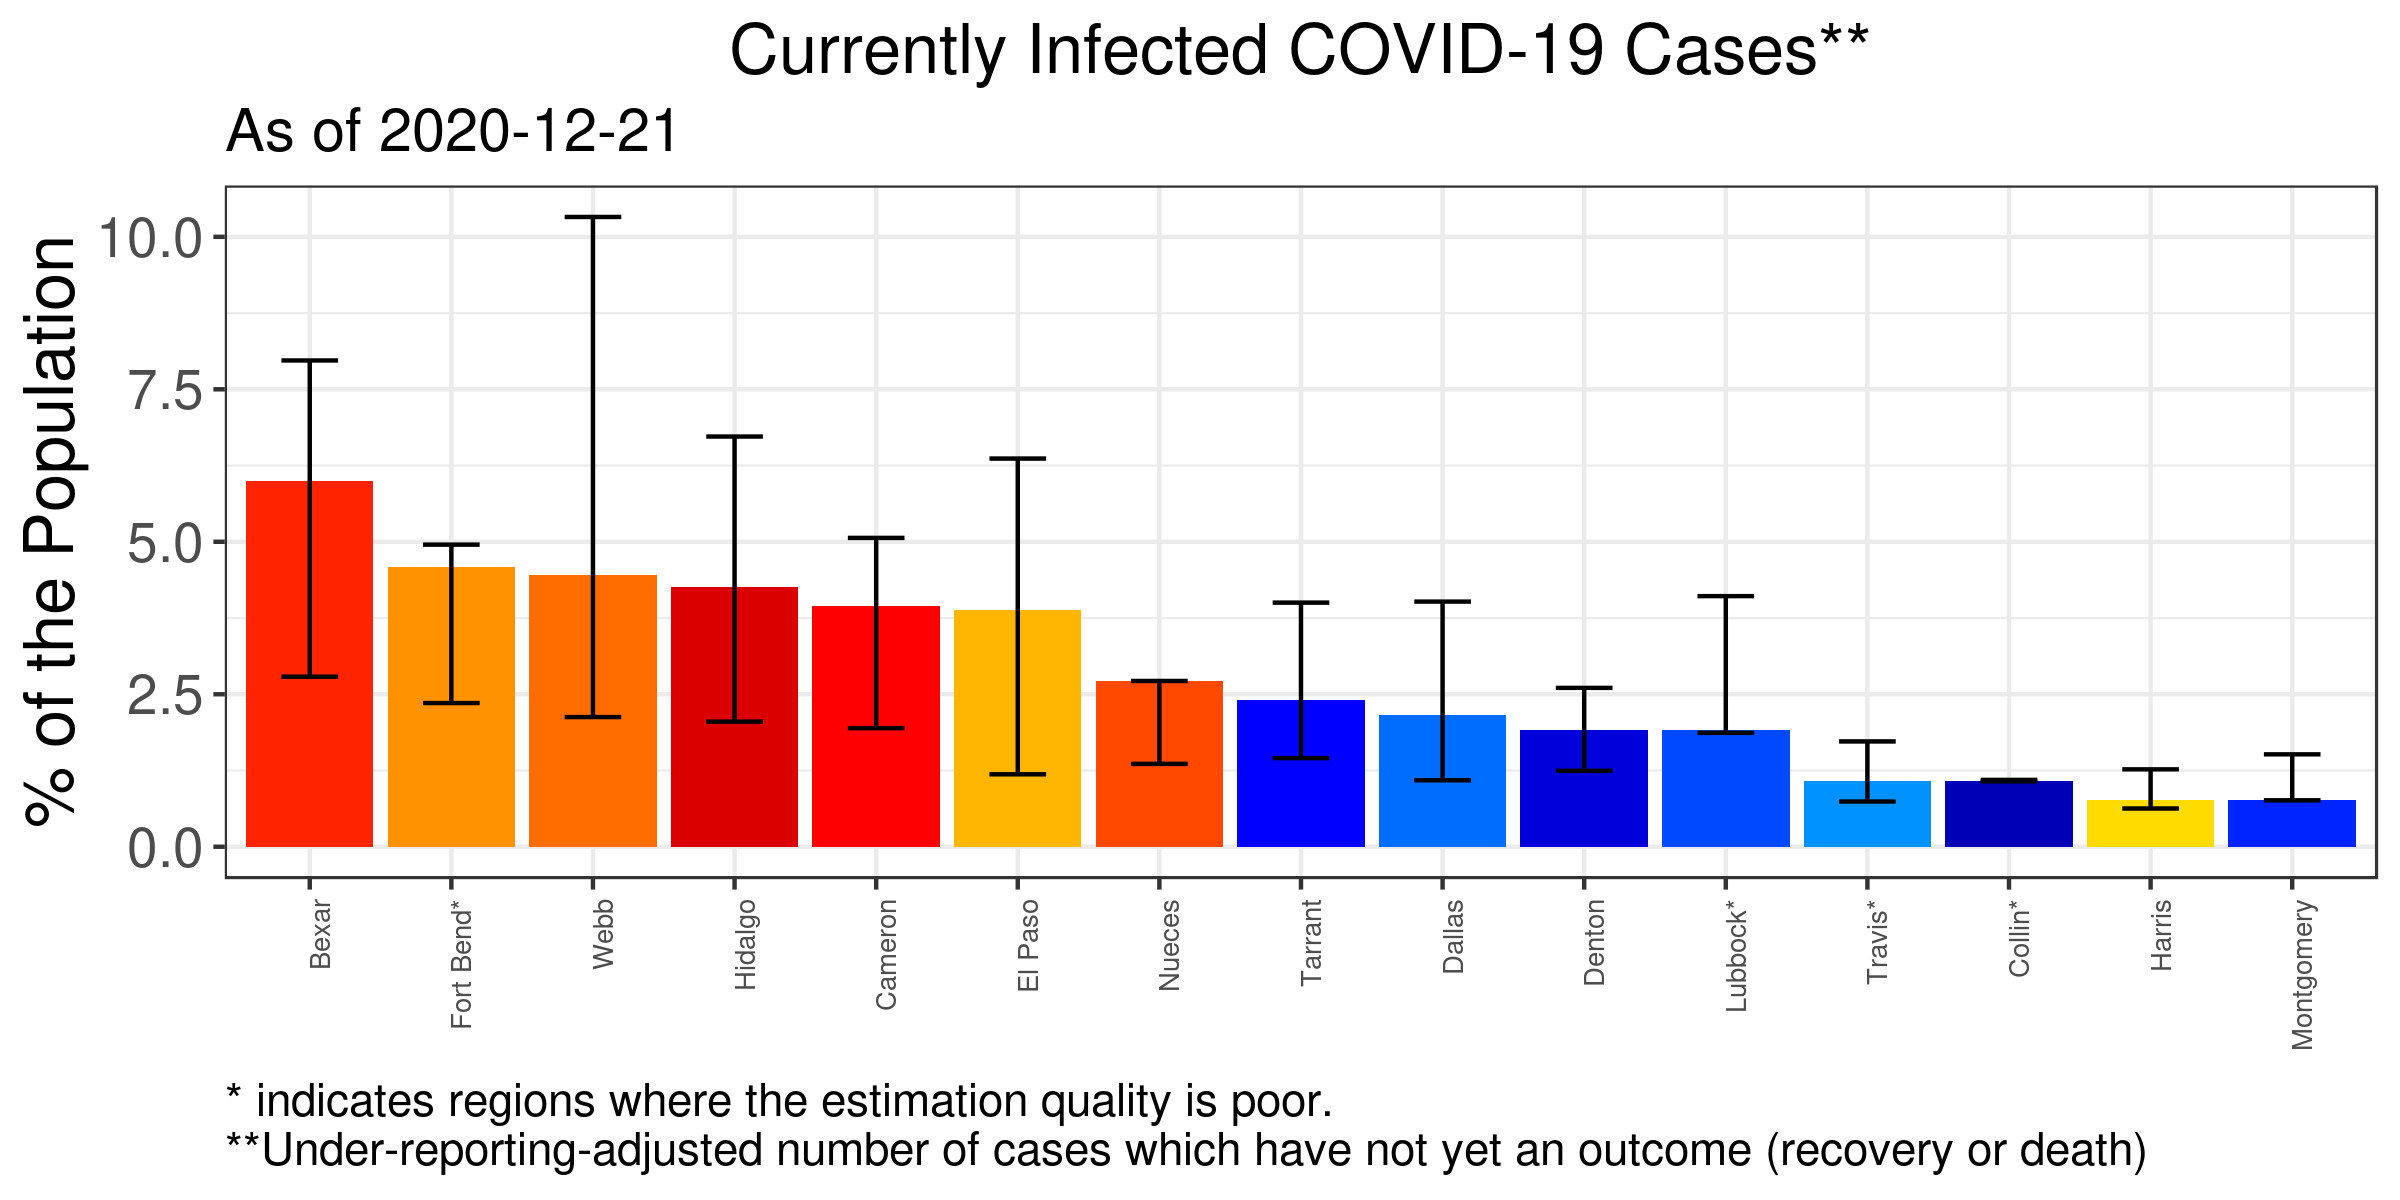 Currently Infected COVID-19 Cases**
As of 2020-12-21
% of the Population
10.0
7.5
5.0
2.5
0.0
Bexar
Fort Bend*
Webb
Hidalgo
Cameron
El Paso
Nueces
Tarrant
Dallas
Denton
Lubbock*
Travis*
Collin*
Harris
Montgomery
* indicates regions where the estimation quality is poor.
**Under-reporting-adjusted number of cases which have not yet an outcome (recovery or death)